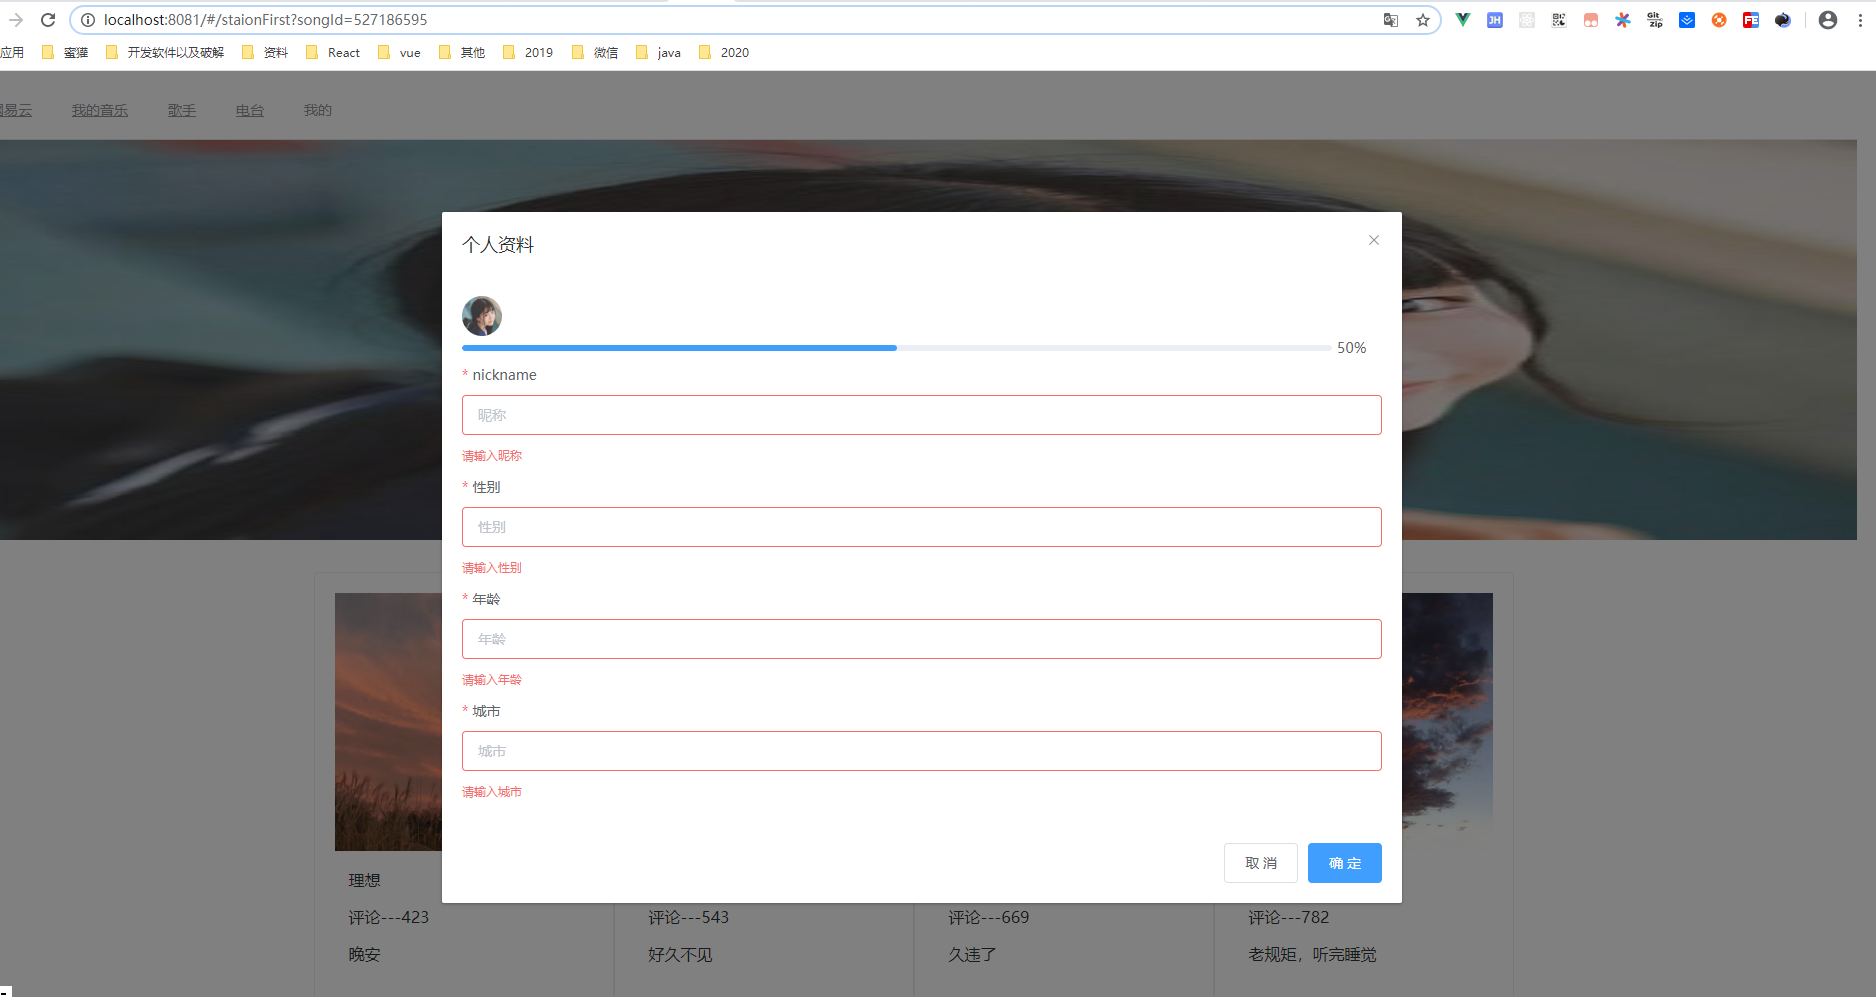 localhost:8081/#/staionFirst?songId=527186595
应用 蜜獾 开发软件以及破解 资料 React vue 其他 2019 微信 java 2020
易云 我的音乐 歌手 电台 我的
个人资料
50%
* nickname
昵称
请输入昵称
* 性别
性别
请输入性别
* 年龄
年龄
请输入年龄
* 城市
城市
请输入城市
取 消 确 定
理想
评论---423 评论---543 评论---669 评论---782
晚安 好久不见 久违了 老规矩，听完睡觉